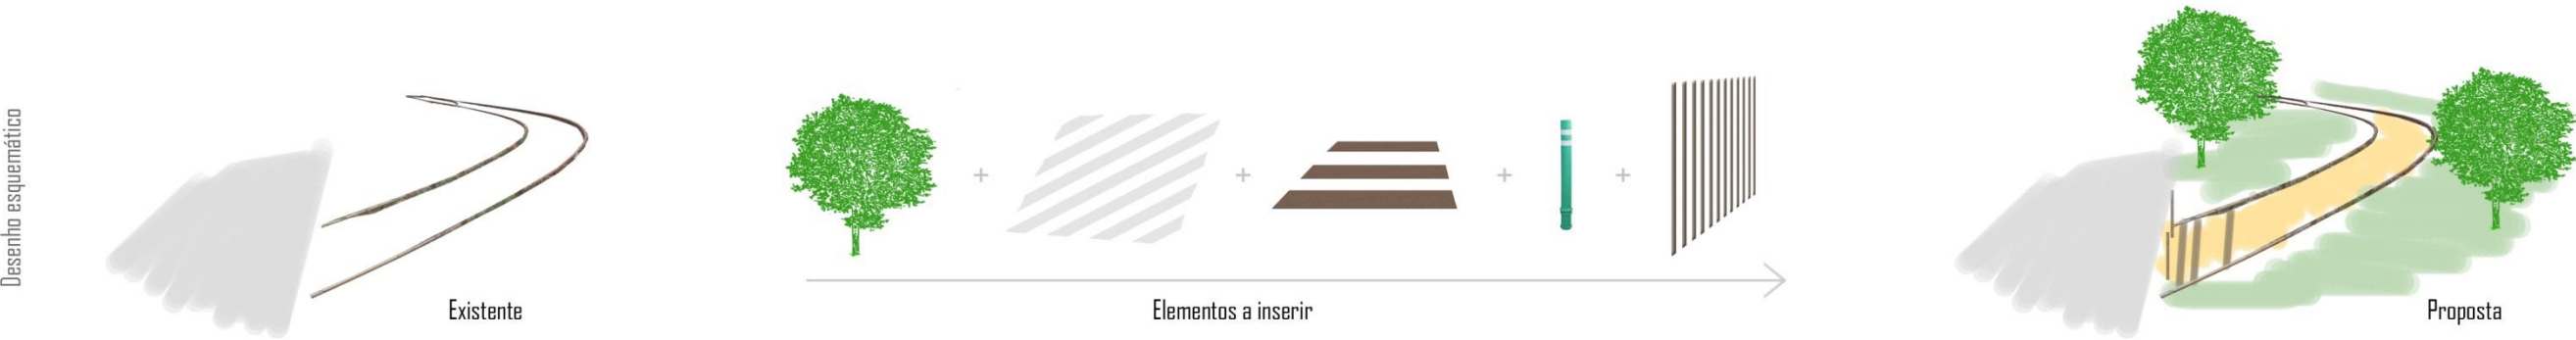 Desenho esquemático
Existente
Elementos a inserir
Proposta